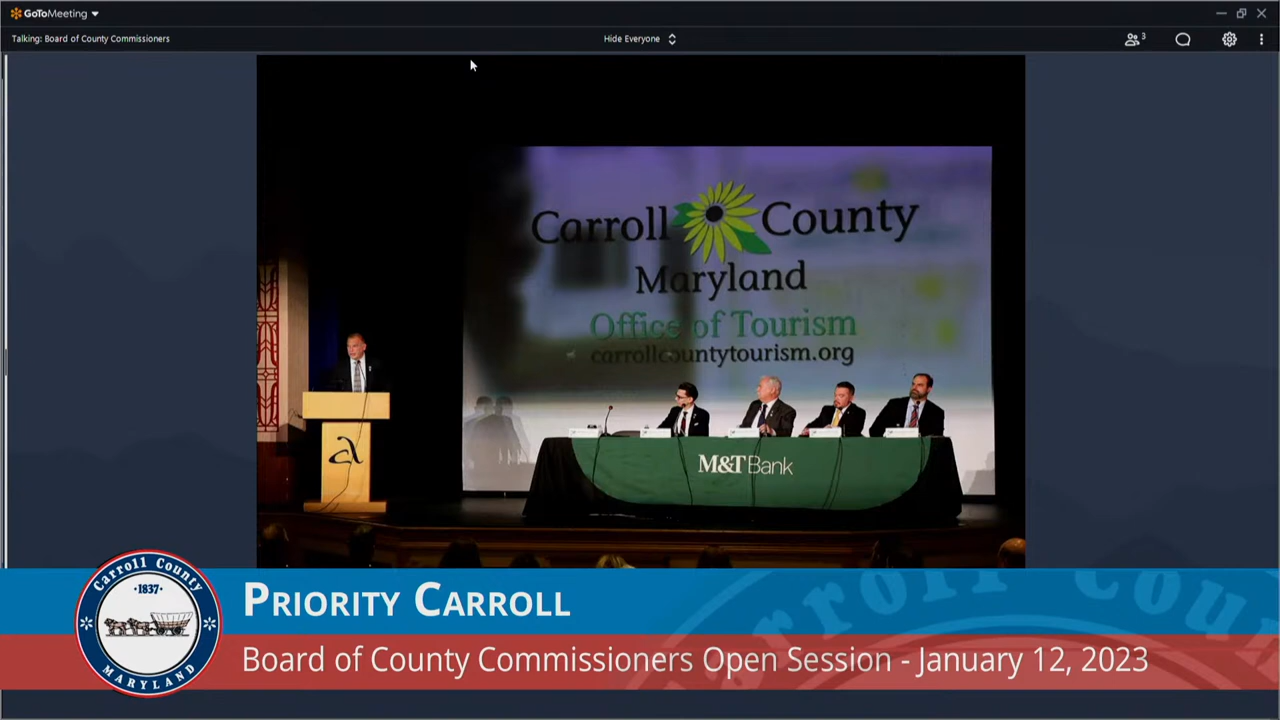 GoToMeeting
Talking: Board of County Commissioners
Hide Everyone
3
Carroll County
Maryland
Office of Tourism
carrollcountytourism.org
a
M&T Bank
Carroll County
·1837·
MARYLAND
PRIORITY CARROLL
Board of County Commissioners Open Session - January 12, 2023